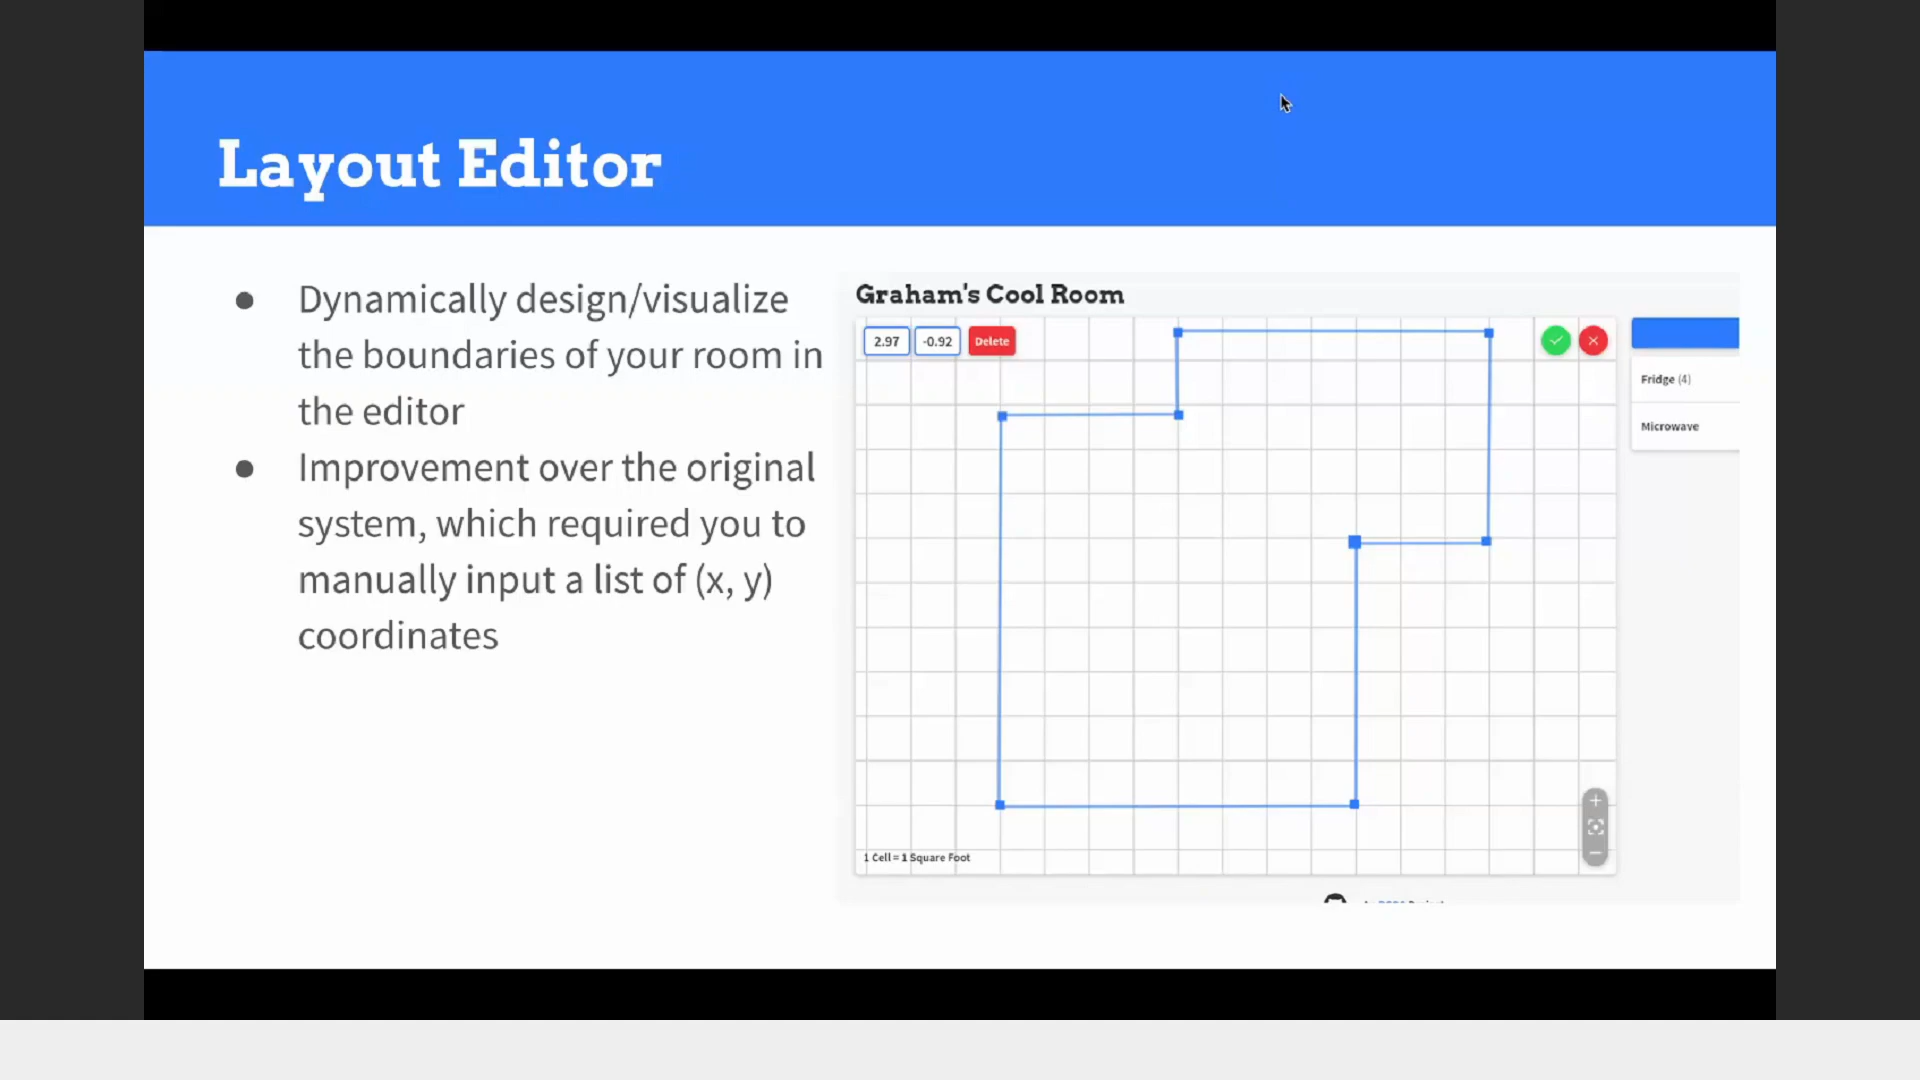 Layout Editor
Dynamically design/visualize
the boundaries of your room in
the editor
Improvement over the original
system, which required you to
manually input a list of (x, y)
coordinates
Graham's Cool Room
2.97 -0.92 Delete
Fridge (4)
Microwave
1 Cell = 1 Square Foot